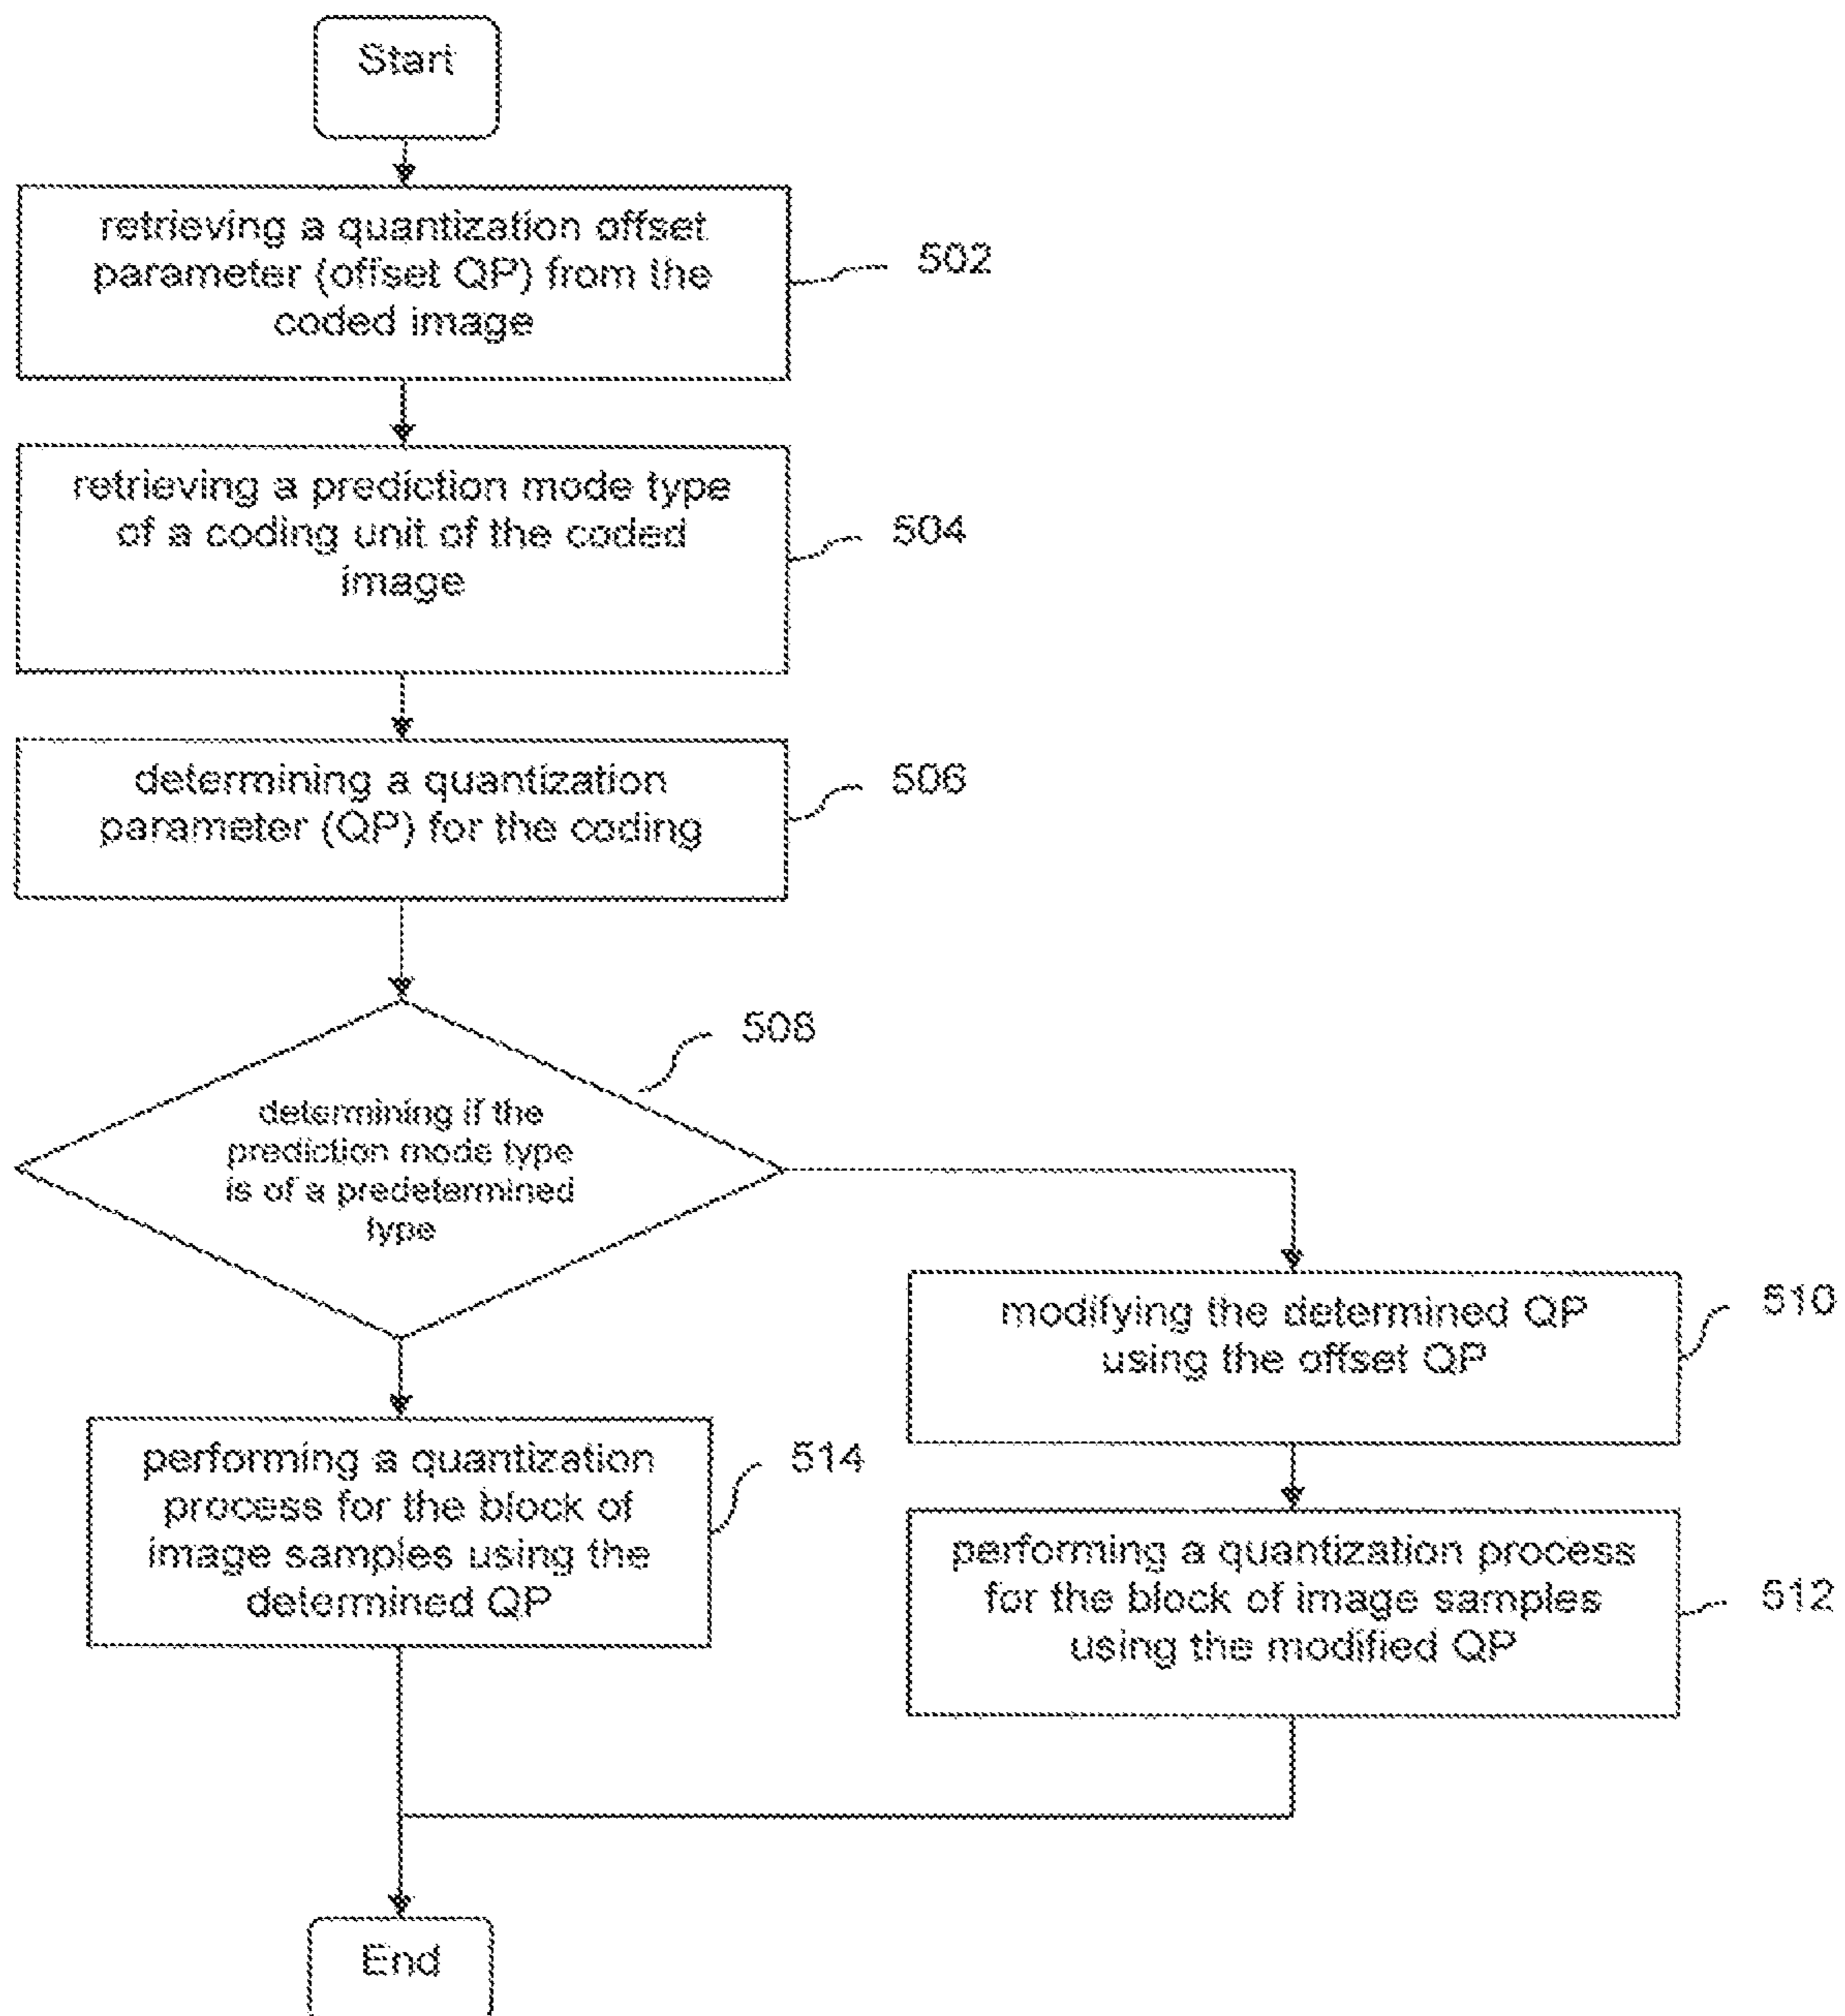 Start
retrieving a quantization offset
parameter (offset QP) from the
coded image
502
retrieving a prediction mode type
of a coding unit of the coded
image
504
determining a quantization
parameter (QP) for the coding
506
508
determining if the
prediction mode type
is of a predetermined
type
modifying the determined QP
using the offset QP
510
performing a quantization
process for the block of
image samples using the
determined QP
514
performing a quantization process
for the block of image samples
using the modified QP
512
End